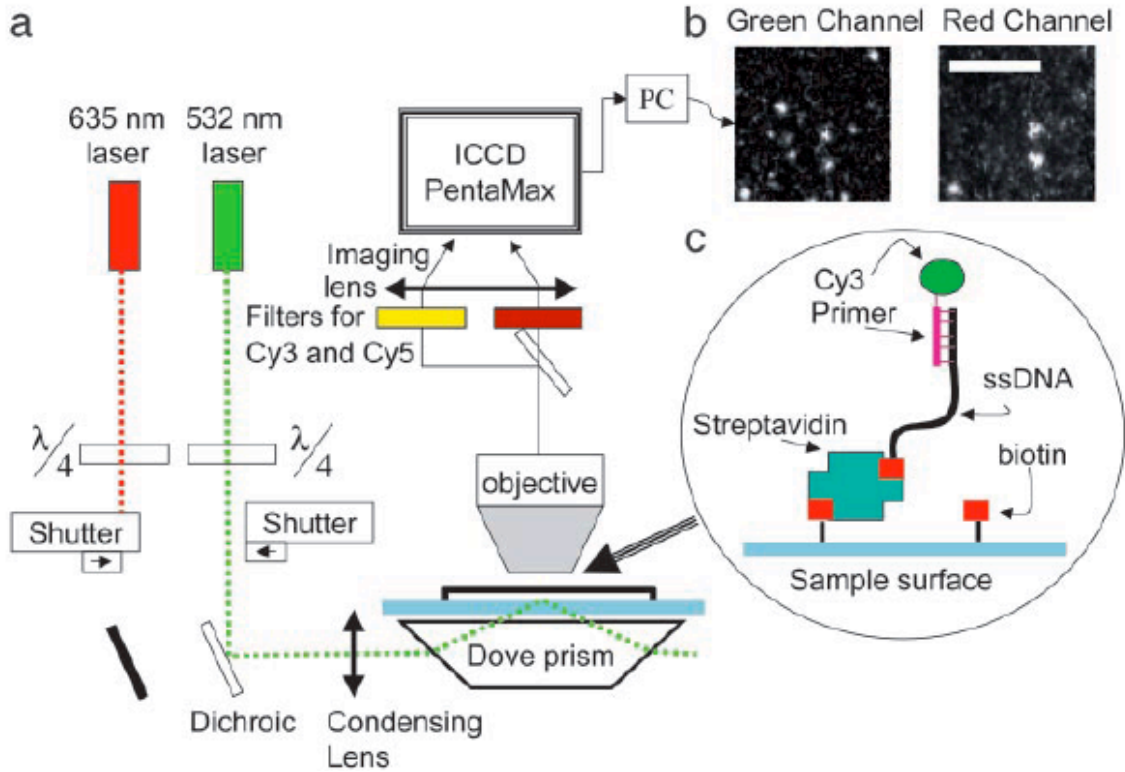 a
635 nm
laser
532 nm
laser
ICCD
PentaMax
PC
Imaging
lens
Filters for
Cy3 and Cy5
λ/4
λ/4
Shutter
Shutter
objective
Dove prism
Dichroic
Condensing
Lens
b
Green Channel
Red Channel
c
Cy3
Primer
ssDNA
Streptavidin
biotin
Sample surface